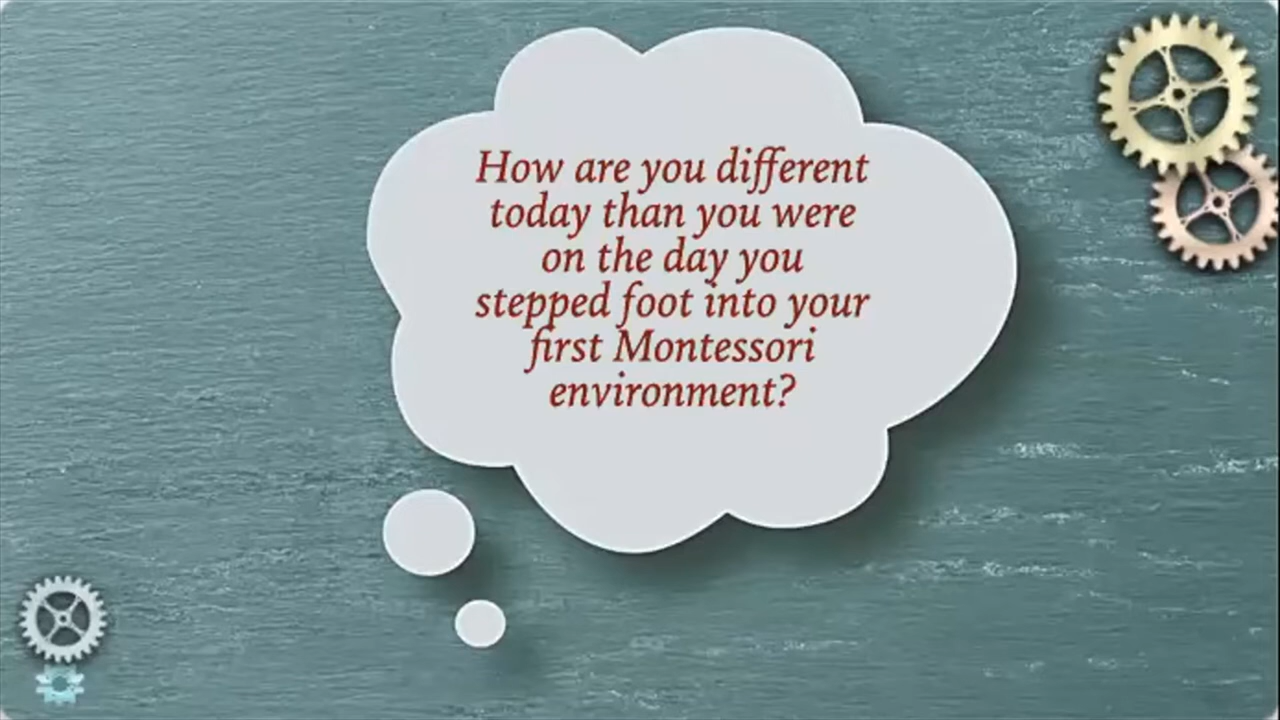 How are you different
today than you were
on the day you
stepped foot into your
first Montessori
environment?